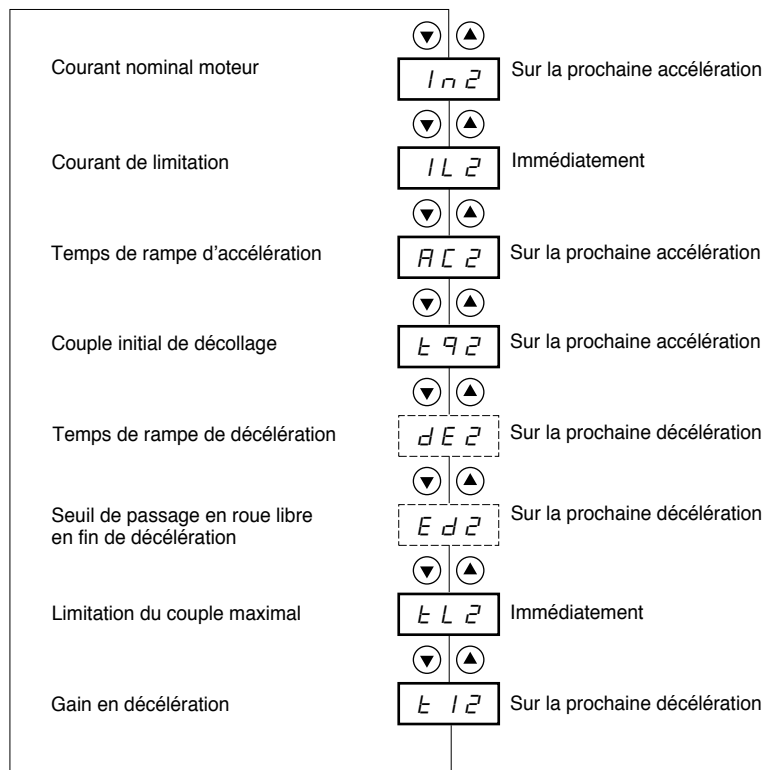 Courant nominal moteur In2 Sur la prochaine accélération
Courant de limitation IL2 Immédiatement
Temps de rampe d'accélération AC2 Sur la prochaine accélération
Couple initial de décollage tq2 Sur la prochaine accélération
Temps de rampe de décélération dE2 Sur la prochaine décélération
Seuil de passage en roue libre
en fin de décélération Ed2 Sur la prochaine décélération
Limitation du couple maximal tL2 Immédiatement
Gain en décélération tI2 Sur la prochaine décélération